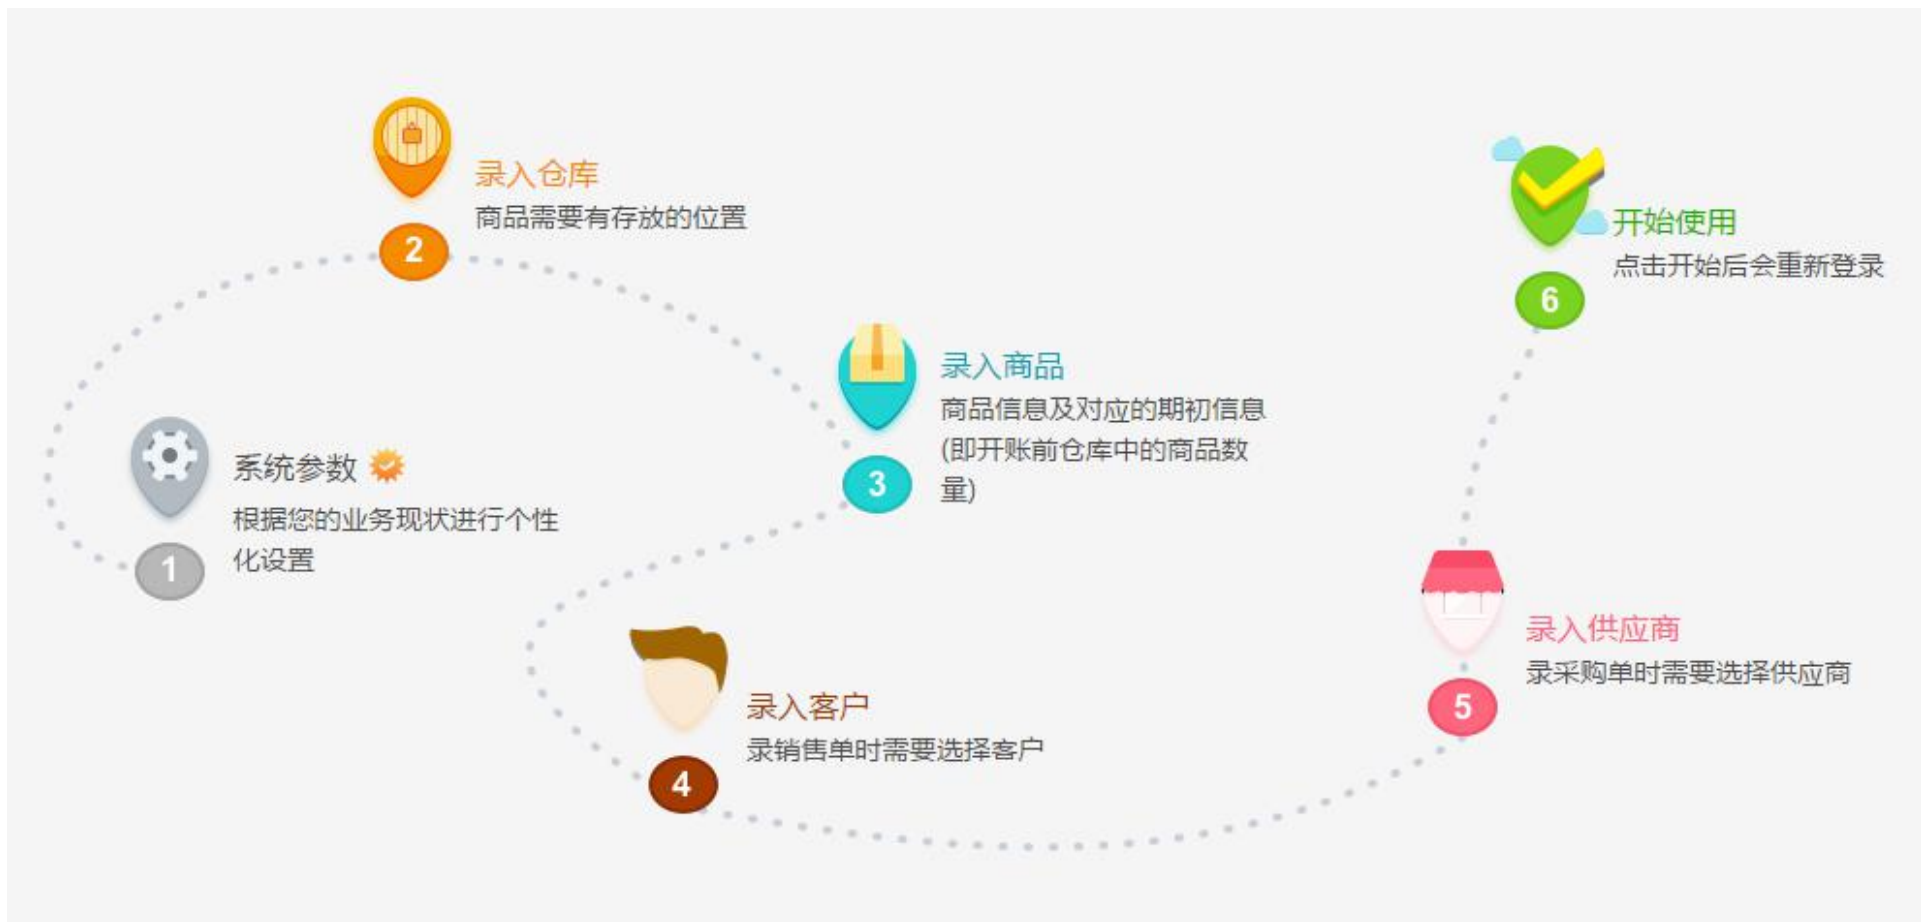 系统参数
根据您的业务现状进行个性
化设置
1
录入仓库
商品需要有存放的位置
2
录入商品
商品信息及对应的期初信息
(即开账前仓库中的商品数
量)
3
录入客户
录销售单时需要选择客户
4
录入供应商
录采购单时需要选择供应商
5
开始使用
点击开始后会重新登录
6